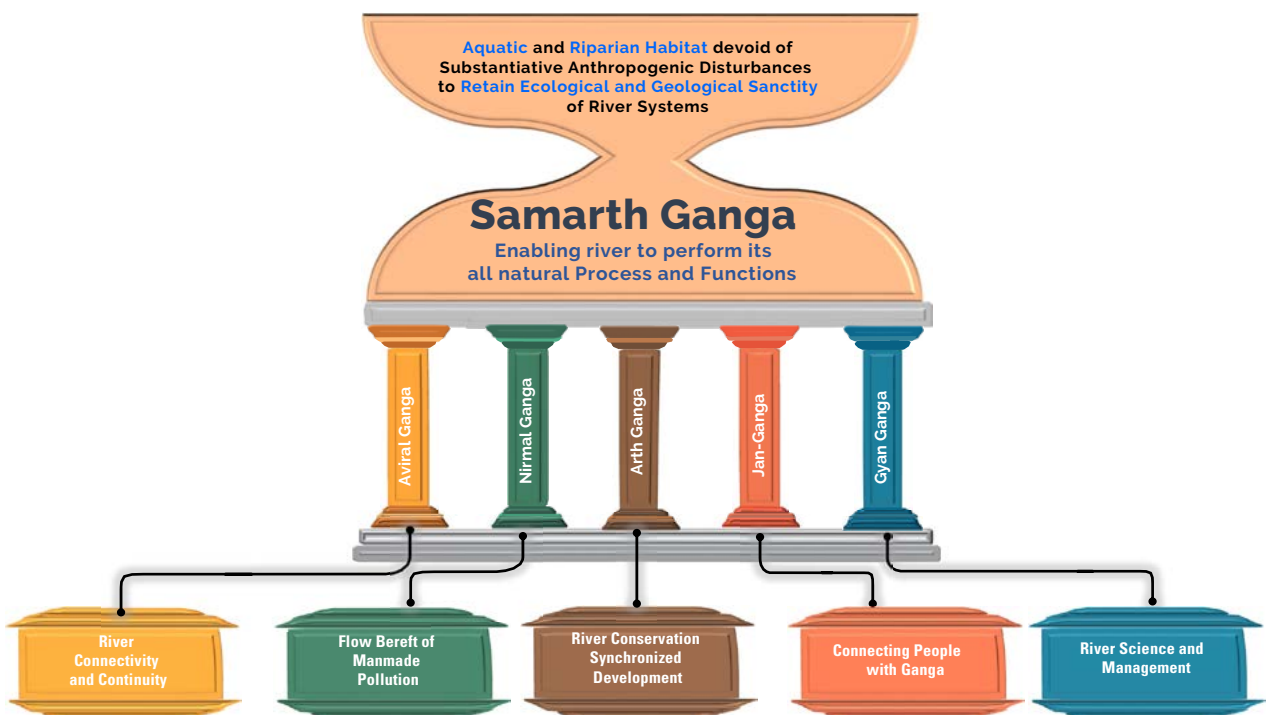 Aquatic and Riparian Habitat devoid of
Substantiative Anthropogenic Disturbances
to Retain Ecological and Geological Sanctity
of River Systems
Samarth Ganga
Enabling river to perform its
all natural Process and Functions
Aviral Ganga
Nirmal Ganga
Arth Ganga
Jan-Ganga
Gyan Ganga
River
Connectivity
and Continuity
Flow Bereft of
Manmade
Pollution
River Conservation
Synchronized
Development
Connecting People
with Ganga
River Science and
Management